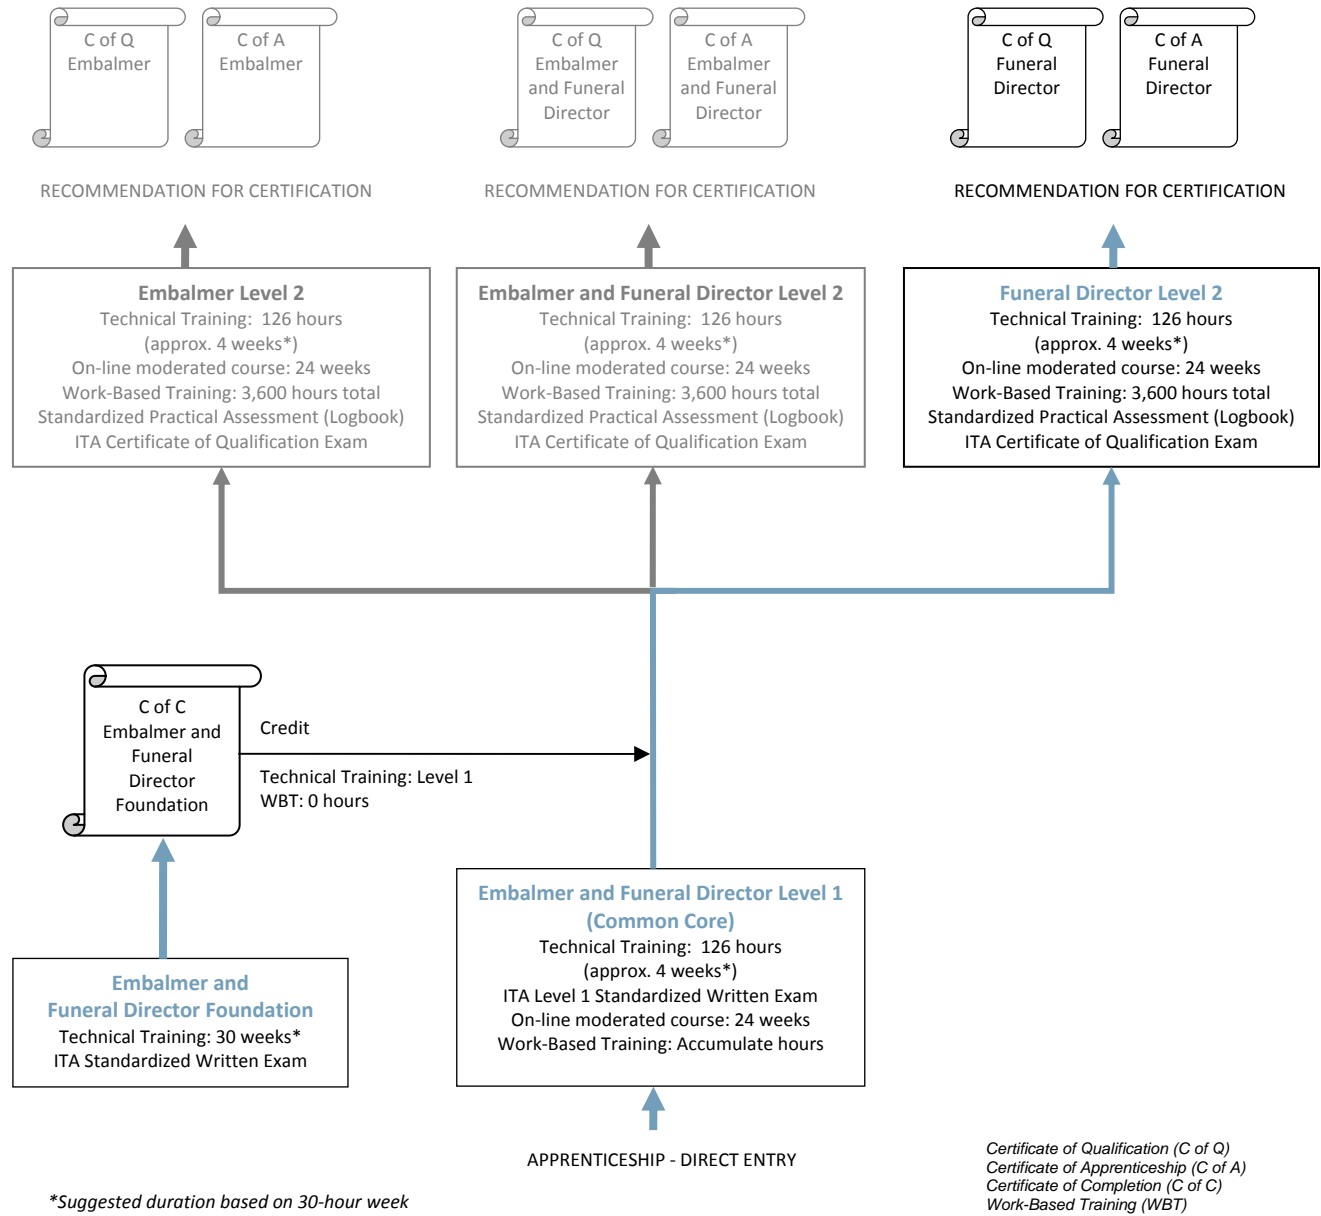 C of Q
Embalmer
C of A
Embalmer
C of Q
Embalmer
and Funeral
Director
C of A
Embalmer
and Funeral
Director
C of Q
Funeral
Director
C of A
Funeral
Director
RECOMMENDATION FOR CERTIFICATION
RECOMMENDATION FOR CERTIFICATION
RECOMMENDATION FOR CERTIFICATION
Embalmer Level 2
Technical Training: 126 hours
(approx. 4 weeks*)
On-line moderated course: 24 weeks
Work-Based Training: 3,600 hours total
Standardized Practical Assessment (Logbook)
ITA Certificate of Qualification Exam
Embalmer and Funeral Director Level 2
Technical Training: 126 hours
(approx. 4 weeks*)
On-line moderated course: 24 weeks
Work-Based Training: 3,600 hours total
Standardized Practical Assessment (Logbook)
ITA Certificate of Qualification Exam
Funeral Director Level 2
Technical Training: 126 hours
(approx. 4 weeks*)
On-line moderated course: 24 weeks
Work-Based Training: 3,600 hours total
Standardized Practical Assessment (Logbook)
ITA Certificate of Qualification Exam
C of C
Embalmer and
Funeral
Director
Foundation
Credit
Technical Training: Level 1
WBT: 0 hours
Embalmer and
Funeral Director Foundation
Technical Training: 30 weeks*
ITA Standardized Written Exam
Embalmer and Funeral Director Level 1
(Common Core)
Technical Training: 126 hours
(approx. 4 weeks*)
ITA Level 1 Standardized Written Exam
On-line moderated course: 24 weeks
Work-Based Training: Accumulate hours
APPRENTICESHIP - DIRECT ENTRY
*Suggested duration based on 30-hour week
Certificate of Qualification (C of Q)
Certificate of Apprenticeship (C of A)
Certificate of Completion (C of C)
Work-Based Training (WBT)